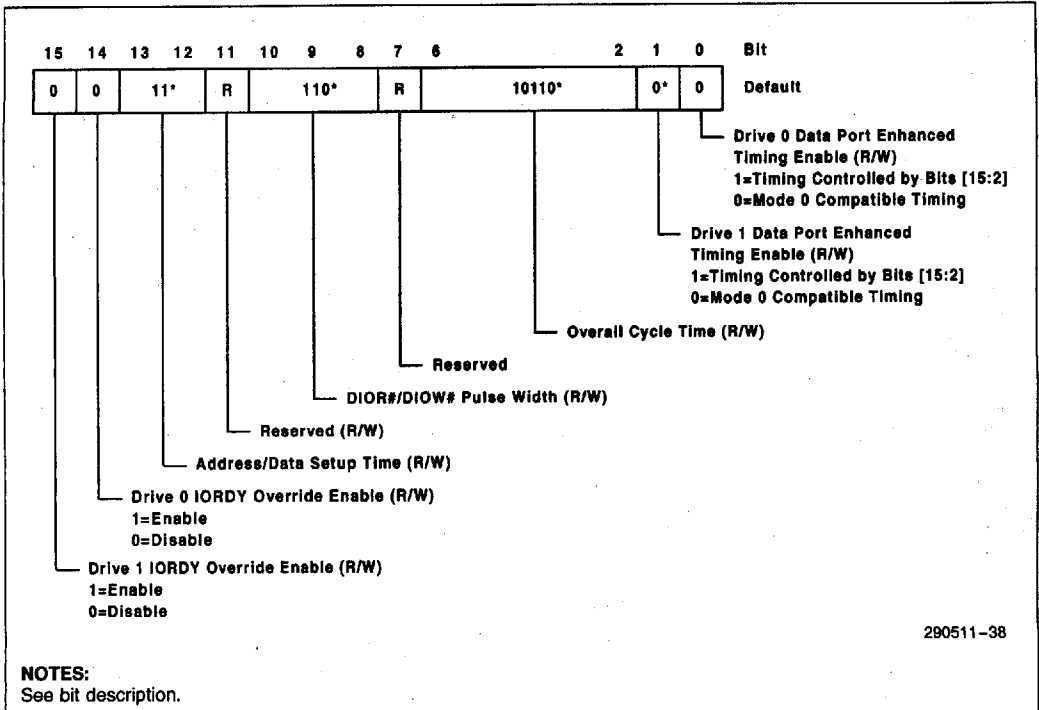 15 14 13 12 11 10 9 8 7 6 2 1 0 Bit
0 0 11* R 110* R 10110* 0* 0 Default
Drive 0 Data Port Enhanced
Timing Enable (R/W)
1=Timing Controlled by Bits [15:2]
0=Mode 0 Compatible Timing
Drive 1 Data Port Enhanced
Timing Enable (R/W)
1=Timing Controlled by Bits [15:2]
0=Mode 0 Compatible Timing
Overall Cycle Time (R/W)
Reserved
DIOR#/DIOW# Pulse Width (R/W)
Reserved (R/W)
Address/Data Setup Time (R/W)
Drive 0 IORDY Override Enable (R/W)
1=Enable
0=Disable
Drive 1 IORDY Override Enable (R/W)
1=Enable
0=Disable
290511-38
NOTES:
See bit description.